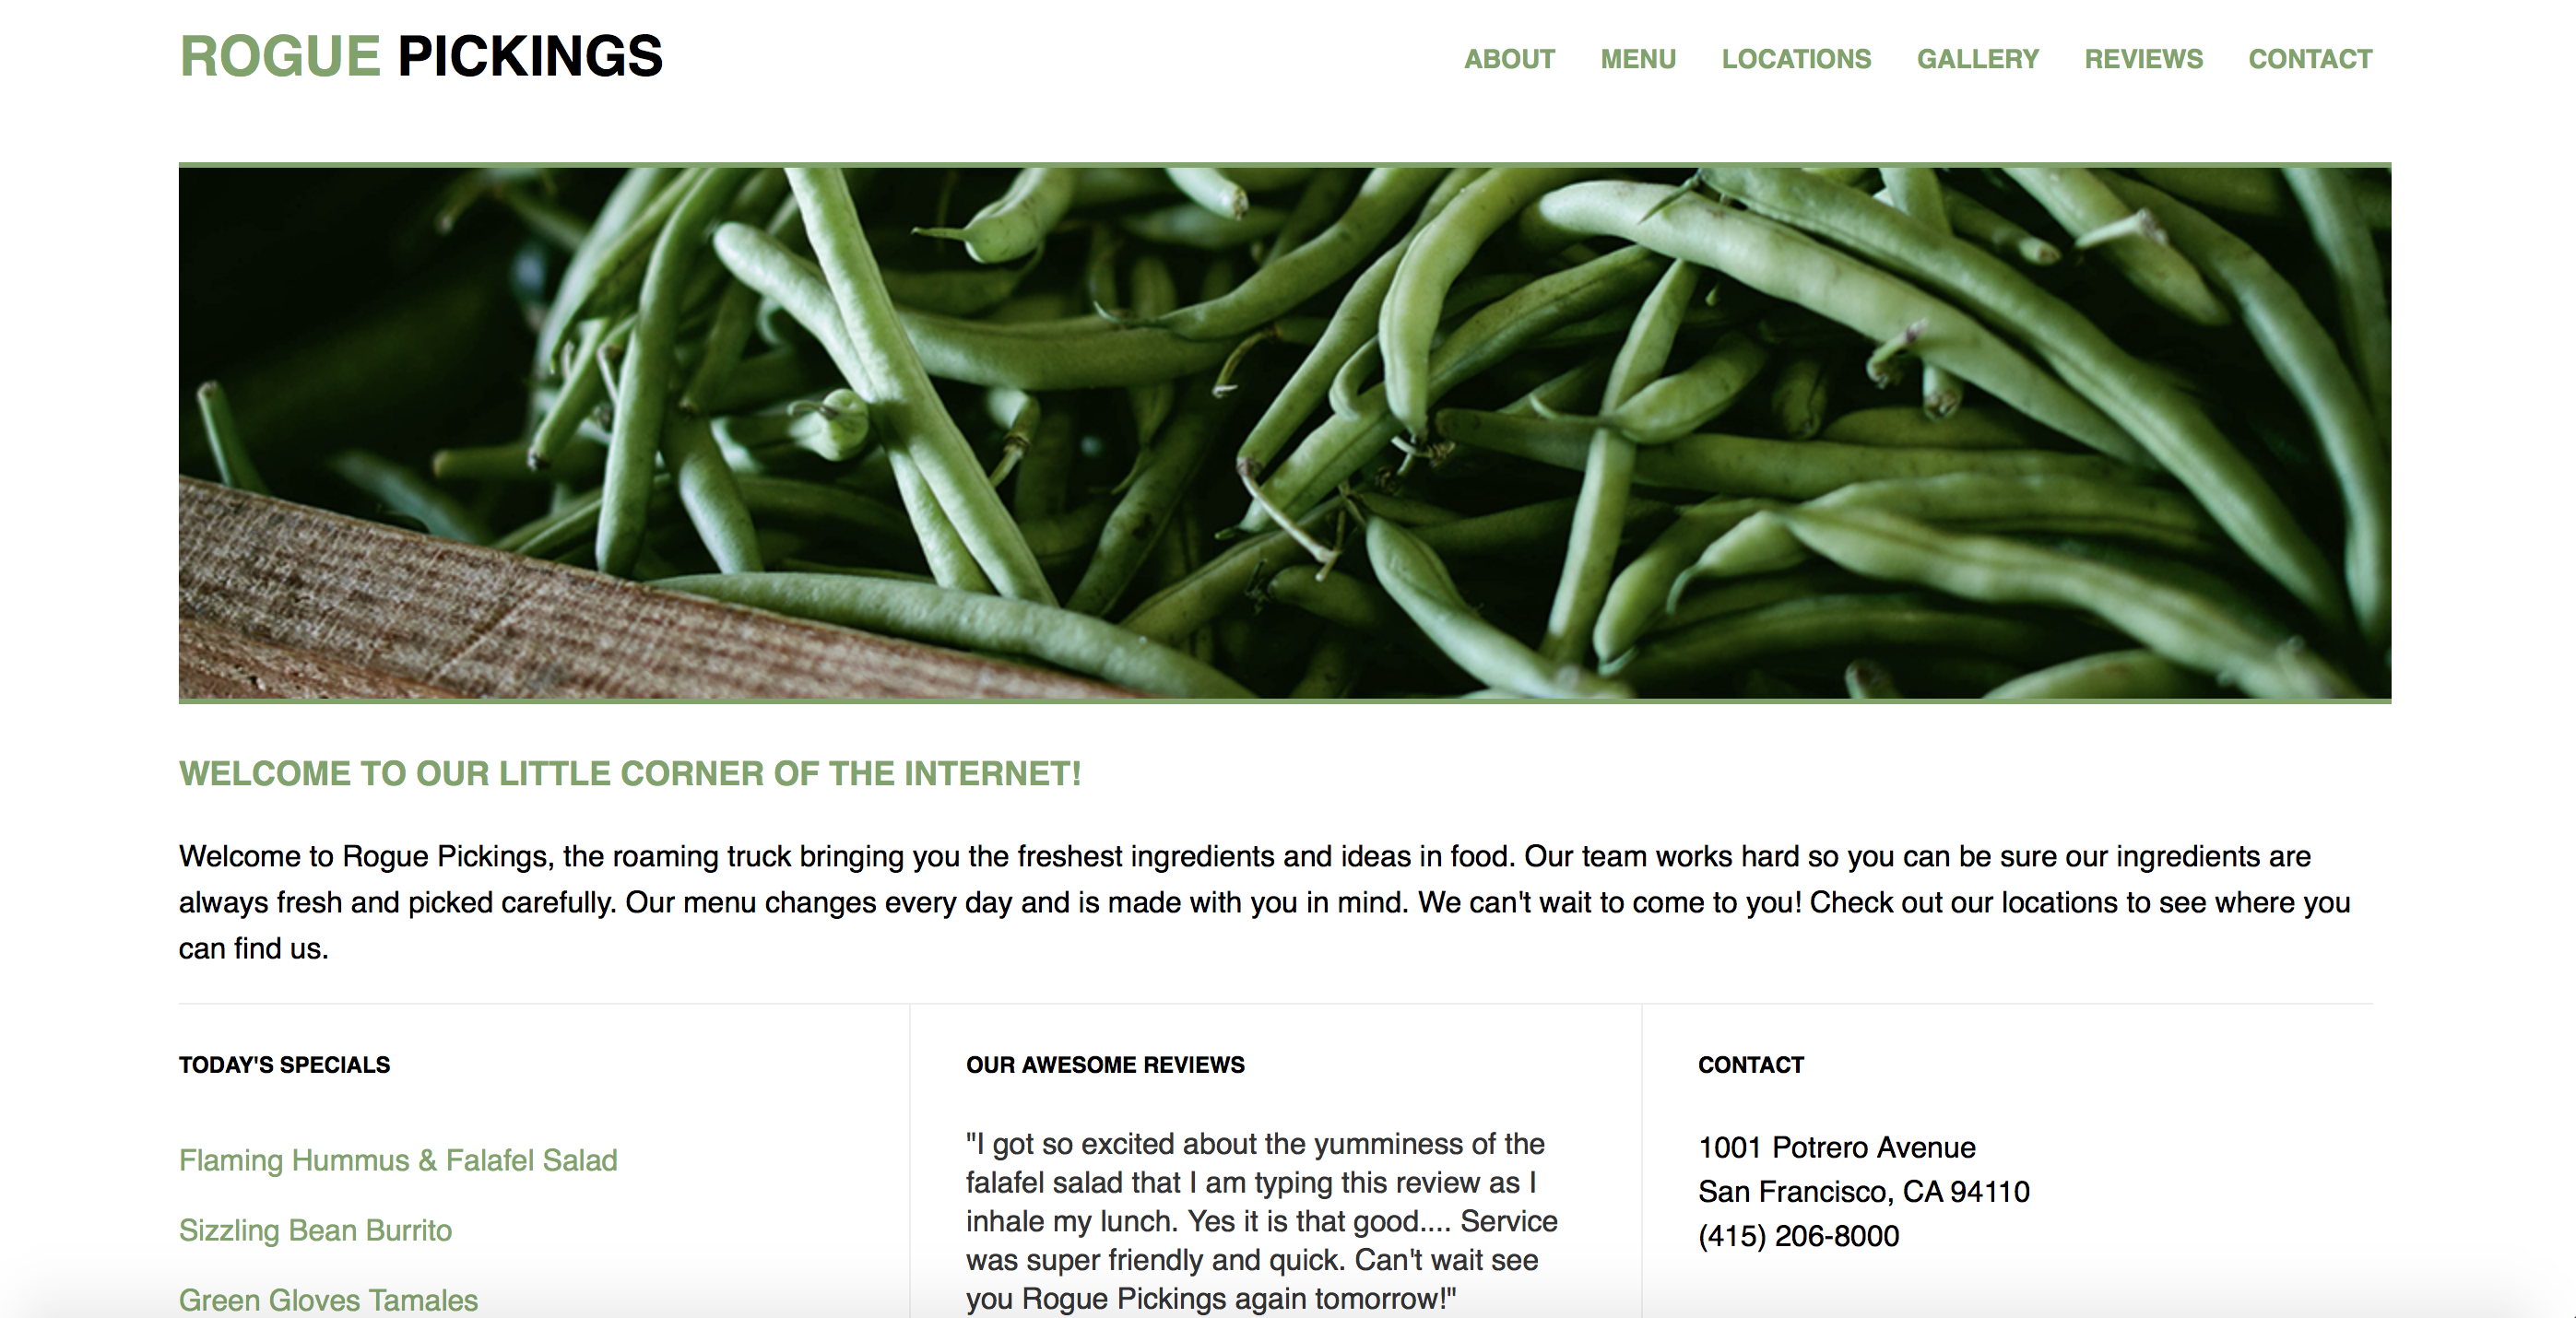 ROGUE PICKINGS
ABOUT MENU LOCATIONS GALLERY REVIEWS CONTACT
WELCOME TO OUR LITTLE CORNER OF THE INTERNET!
Welcome to Rogue Pickings, the roaming truck bringing you the freshest ingredients and ideas in food. Our team works hard so you can be sure our ingredients are
always fresh and picked carefully. Our menu changes every day and is made with you in mind. We can't wait to come to you! Check out our locations to see where you
can find us.
TODAY'S SPECIALS
Flaming Hummus & Falafel Salad
Sizzling Bean Burrito
Green Gloves Tamales
OUR AWESOME REVIEWS
"I got so excited about the yumminess of the
falafel salad that I am typing this review as I
inhale my lunch. Yes it is that good.... Service
was super friendly and quick. Can't wait see
you Rogue Pickings again tomorrow!"
CONTACT
1001 Potrero Avenue
San Francisco, CA 94110
(415) 206-8000